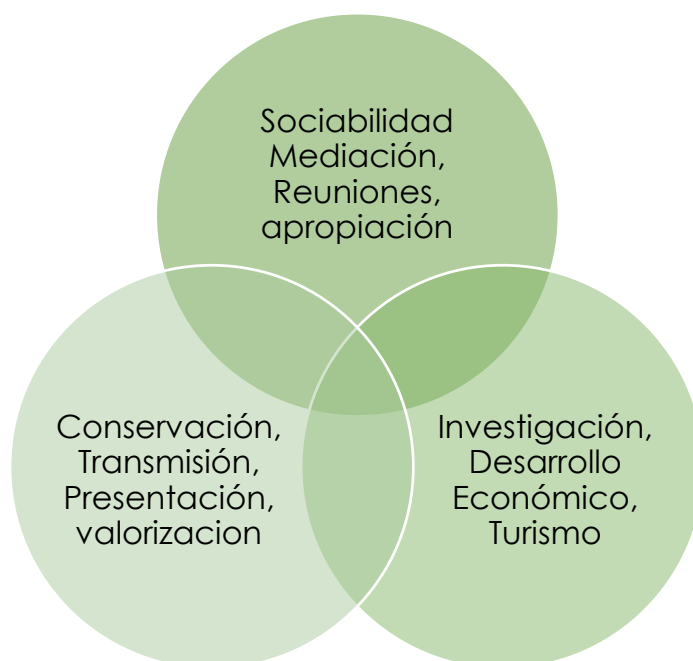 Sociabilidad
Mediación,
Reuniones,
apropiación
Conservación,
Transmisión,
Presentación,
valorizacion
Investigación,
Desarrollo
Económico,
Turismo